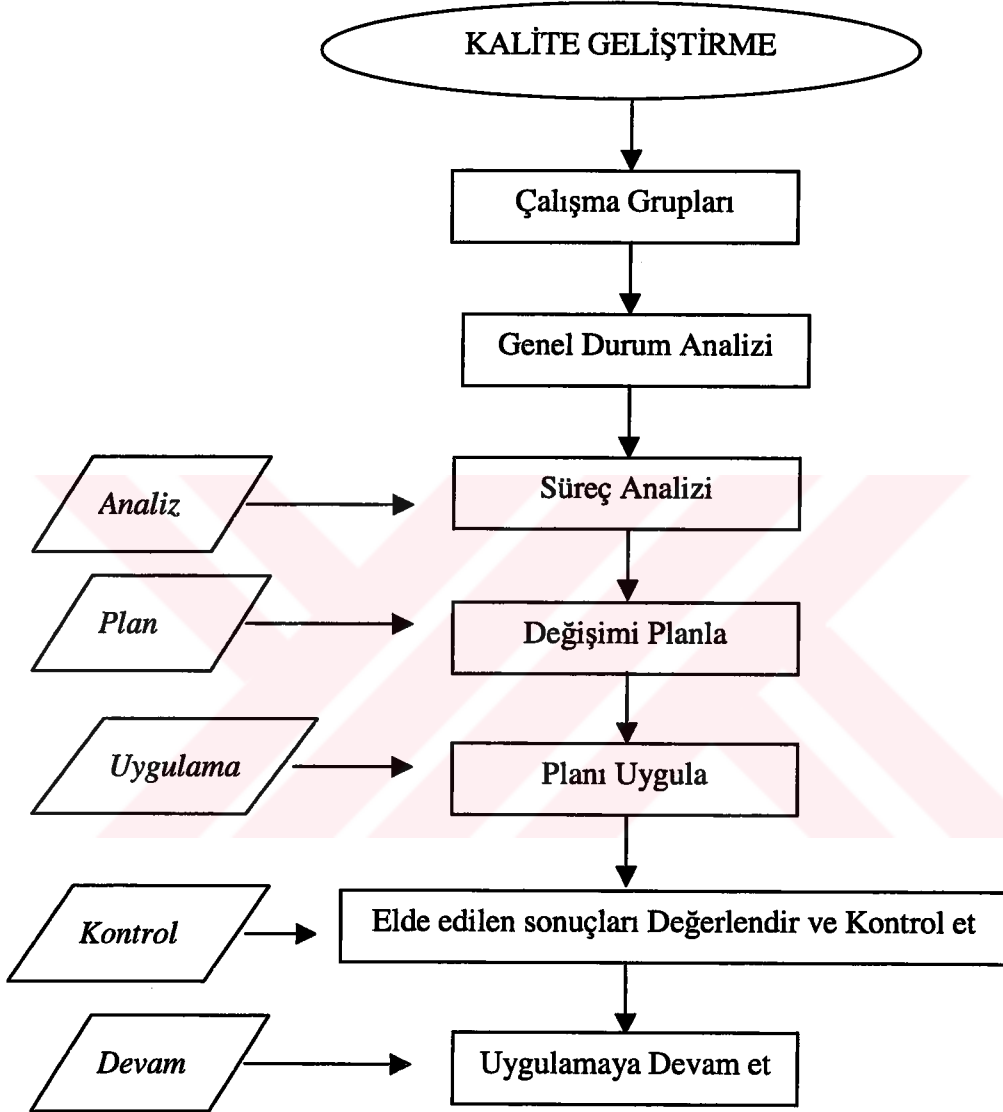 KALİTE GELİŞTİRME
Çalışma Grupları
Genel Durum Analizi
Analiz
Süreç Analizi
Plan
Değişimi Planla
Uygulama
Planı Uygula
Kontrol
Elde edilen sonuçları Değerlendir ve Kontrol et
Devam
Uygulamaya Devam et